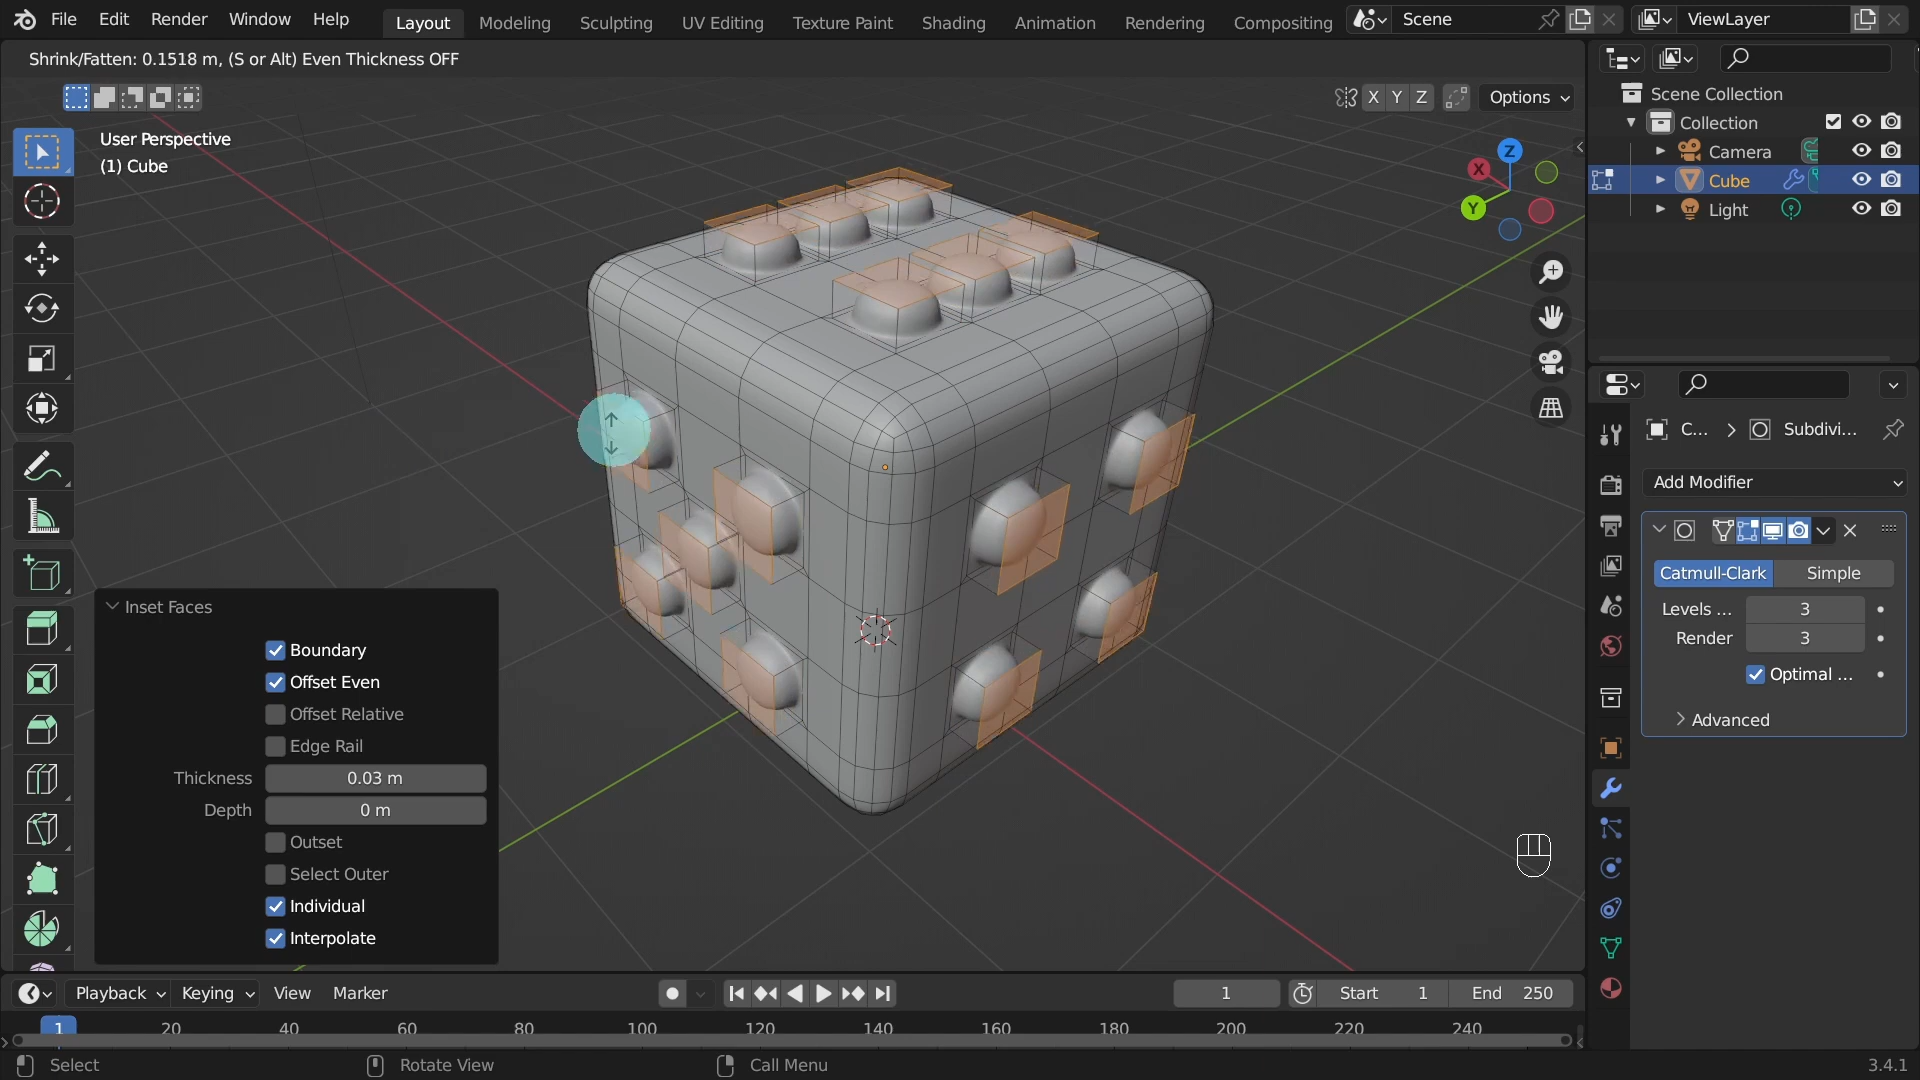 File Edit Render Window Help Layout Modeling Sculpting UV Editing Texture Paint Shading Animation Rendering Compositing Scene ViewLayer
Shrink/Fatten: 0.1518 m, (S or Alt) Even Thickness OFF
X Y Z Options
User Perspective
(1) Cube
Z
X
Y
Scene Collection
Collection
Camera
Cube
Light
C... > Subdivi...
Add Modifier
Catmull-Clark Simple
Levels ... 3
Render 3
Optimal ...
Advanced
Inset Faces
Boundary
Offset Even
Offset Relative
Edge Rail
Thickness 0.03 m
Depth 0 m
Outset
Select Outer
Individual
Interpolate
Playback Keying View Marker 1 Start 1 End 250
1 20 40 60 80 100 120 140 160 180 200 220 240
Select Rotate View Call Menu 3.4.1